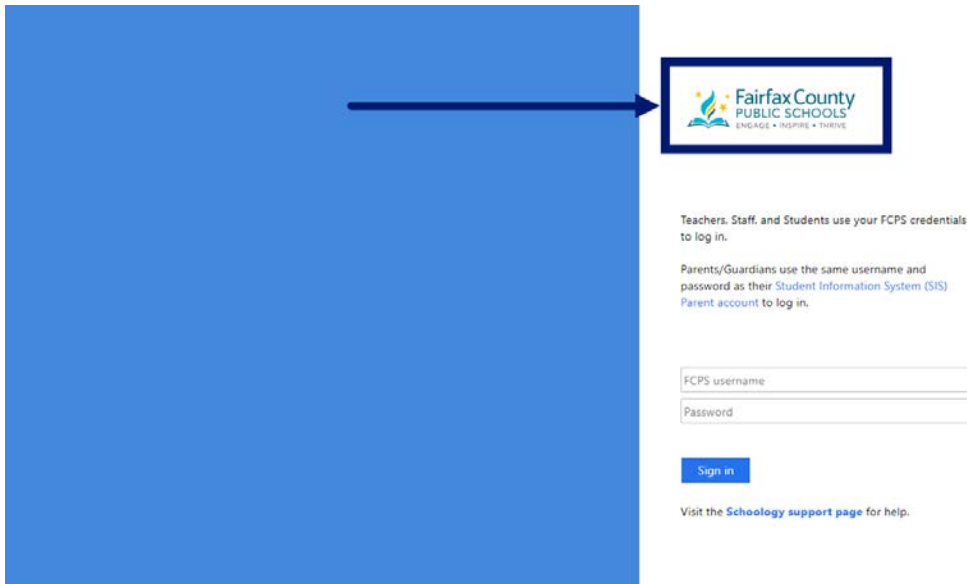 Fairfax County
PUBLIC SCHOOLS
ENGAGE • INSPIRE • THRIVE
Teachers, Staff, and Students use your FCPS credentials
to log in.
Parents/Guardians use the same username and
password as their Student Information System (SIS)
Parent account to log in.
FCPS username
Password
Sign in
Visit the Schoology support page for help.